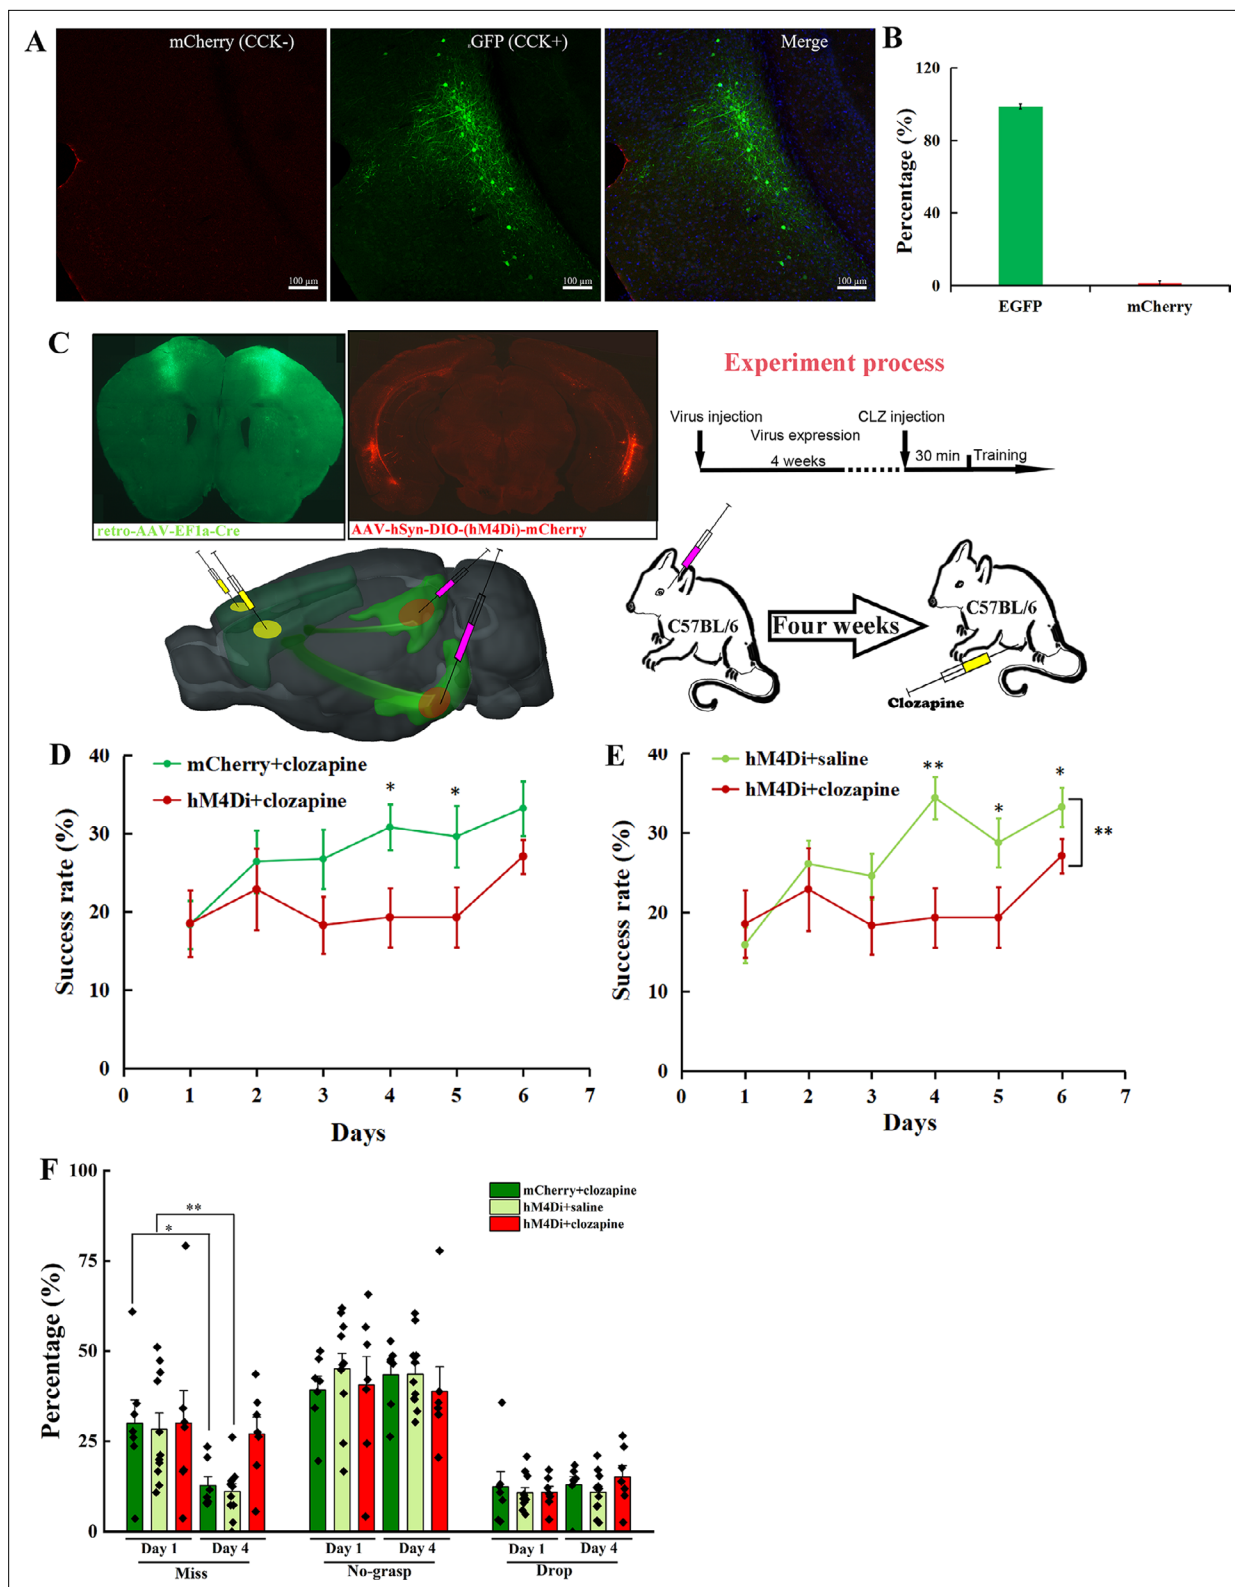 A
mCherry (CCK-)
GFP (CCK+)
Merge
100 µm
100 µm
100 µm
B
Percentage (%)
120
80
40
0
EGFP
mCherry
C
retro-AAV-EF1a-Cre
AAV-hSyn-DIO-(hM4Di)-mCherry
Experiment process
Virus injection
CLZ injection
Virus expression
4 weeks
30 min
Training
C57BL/6
Four weeks
C57BL/6
Clozapine
D
mCherry+clozapine
hM4Di+clozapine
Success rate (%)
40
30
20
10
0
* *
0 1 2 3 4 5 6 7
Days
E
hM4Di+saline
hM4Di+clozapine
Success rate (%)
40
30
20
10
0
** * * **
0 1 2 3 4 5 6 7
Days
F
Percentage (%)
100
75
50
25
0
mCherry+clozapine
hM4Di+saline
hM4Di+clozapine
**
*
Day 1 Day 4 Day 1 Day 4 Day 1 Day 4
Miss No-grasp Drop